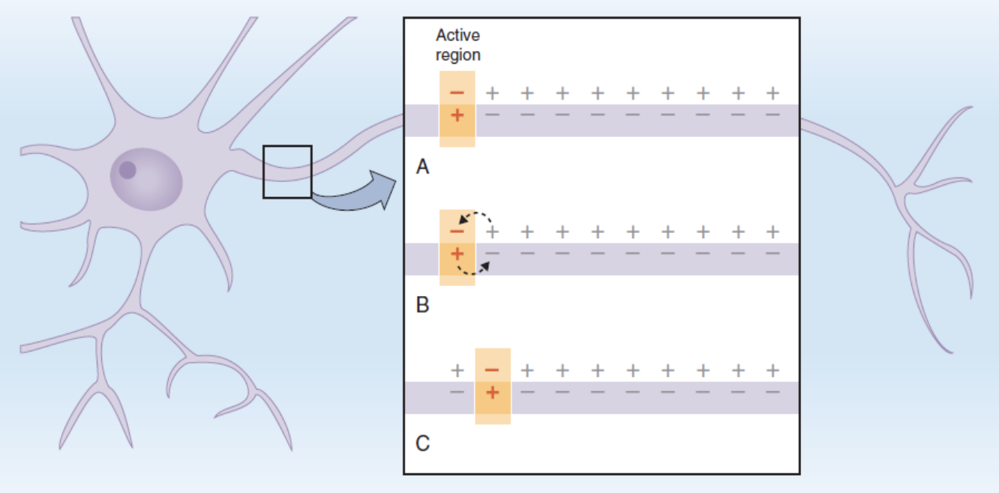 Active
region
− + + + + + + + + +
+ − − − − − − − − −
A
− + + + + + + + + +
+ − − − − − − − − −
B
+ − + + + + + + + +
− + − − − − − − − −
C